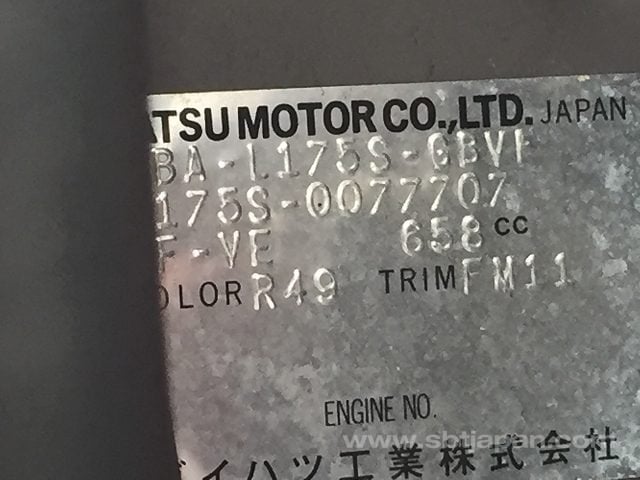 ATSU MOTOR CO.,LTD. JAPAN
BA-L175S-GBVF
175S-0077707
F-VE 658 CC
OLOR R49 TRIM FM11
ENGINE NO.
www.sbtjapan.com
ダイハツ工業株式会社